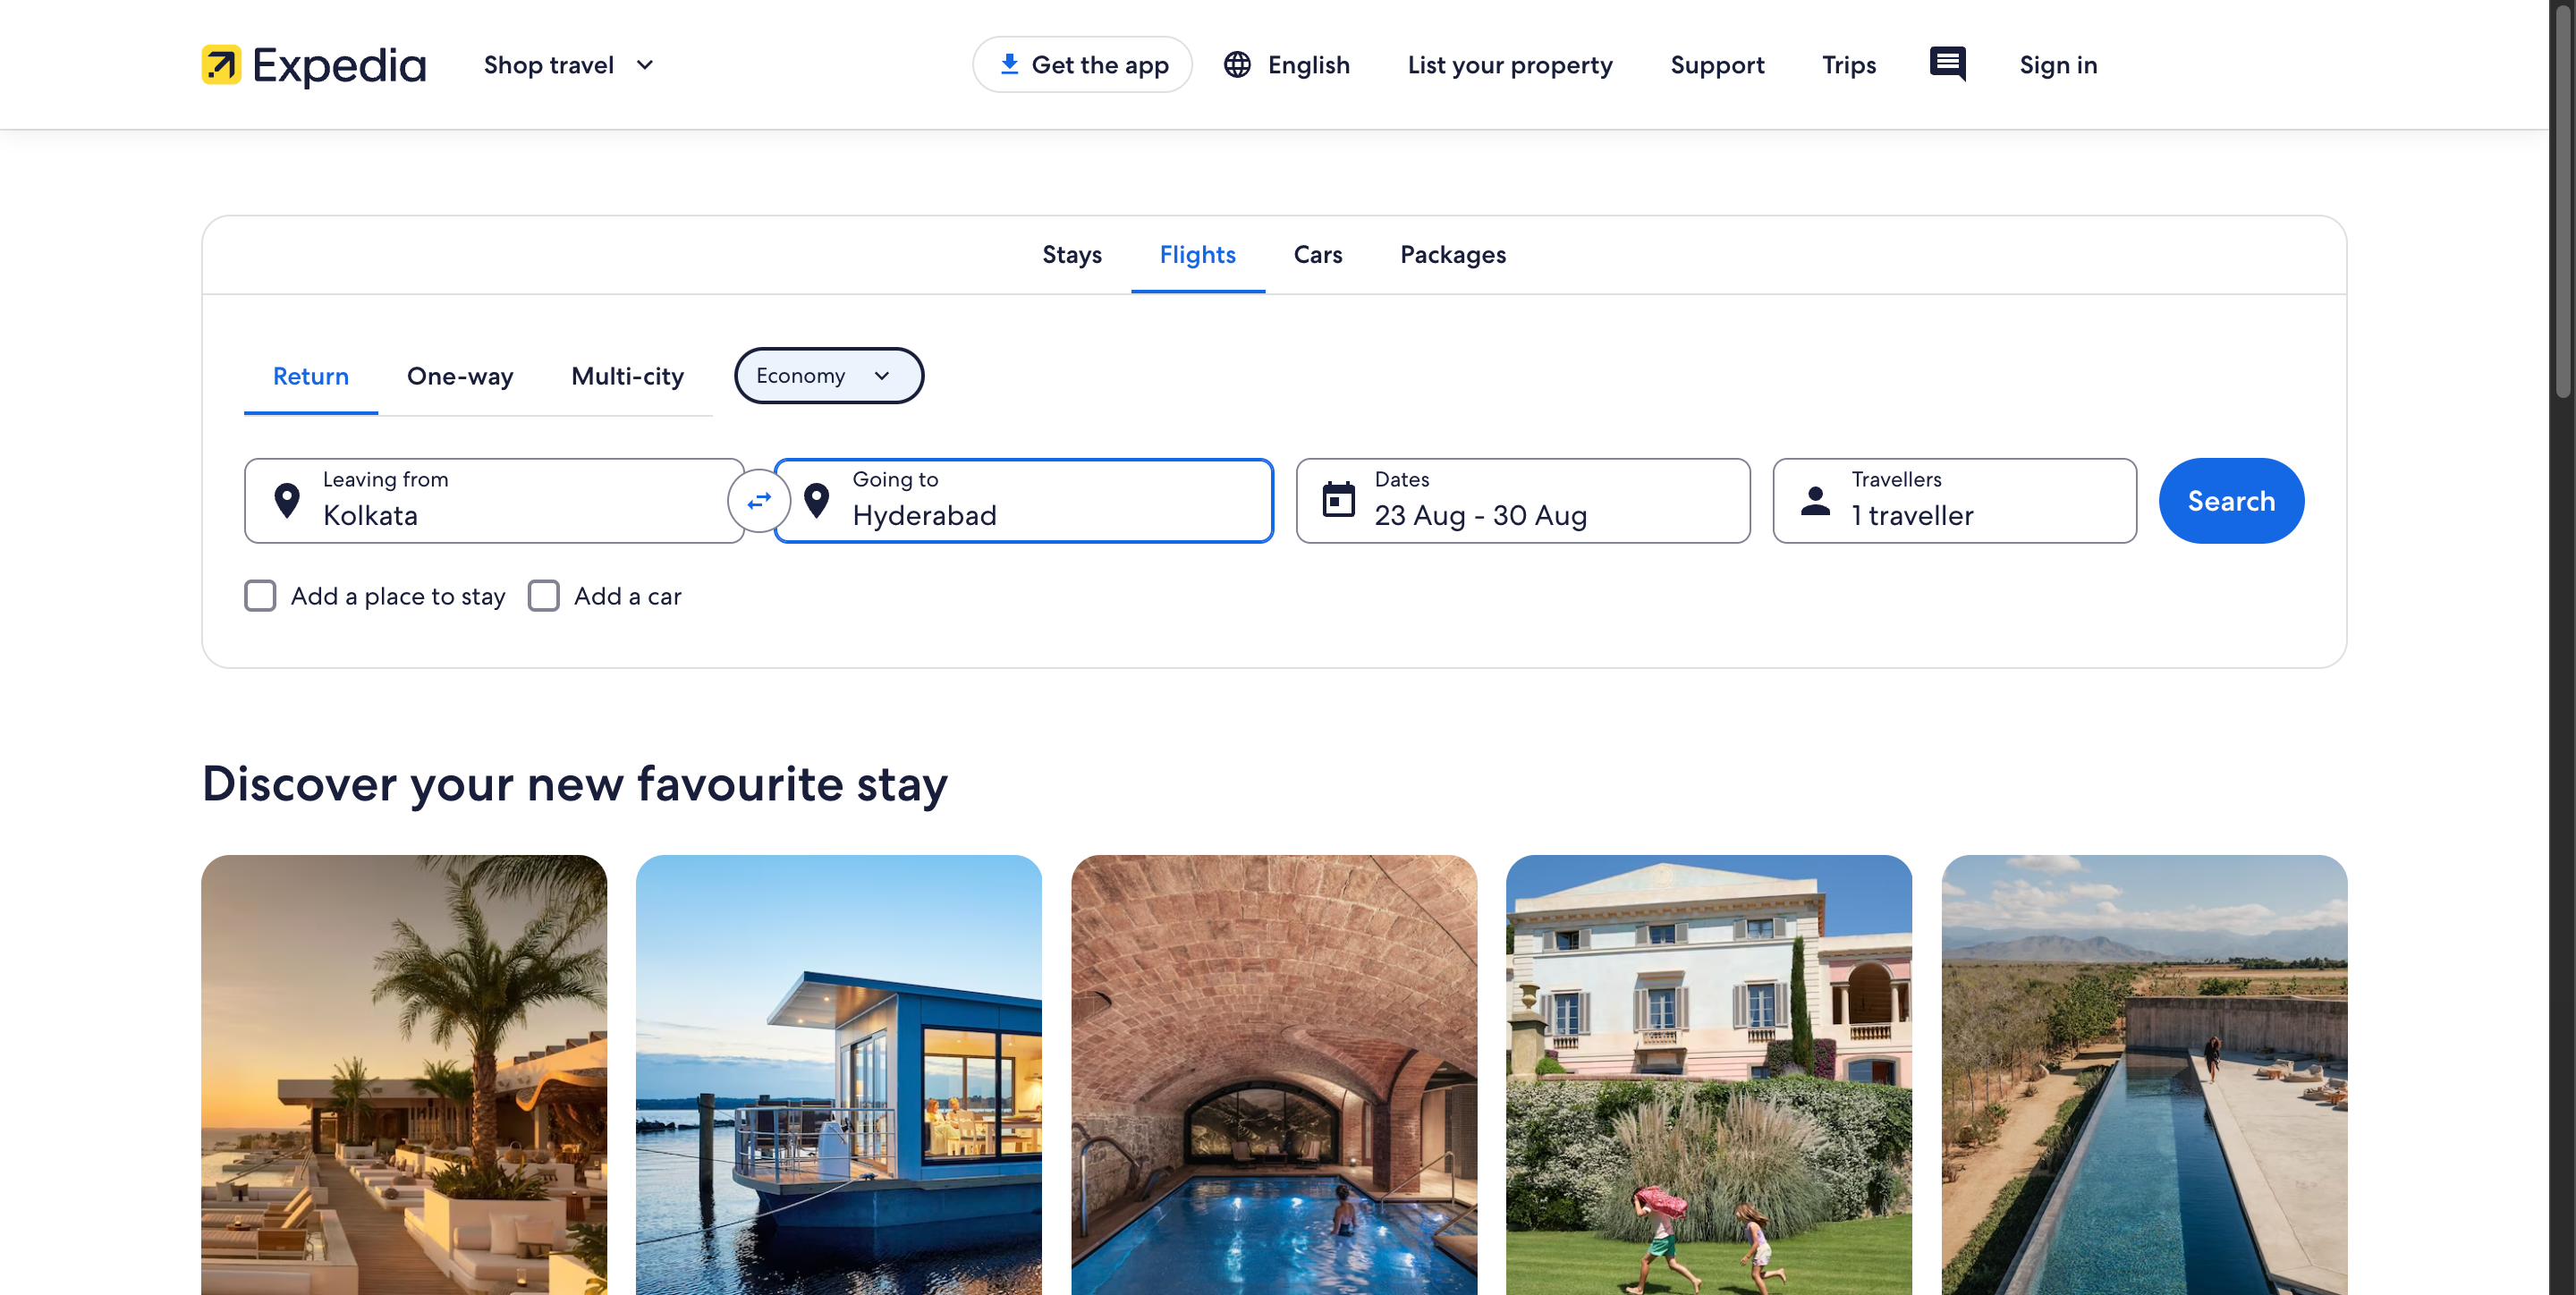 Expedia
Shop travel
Get the app
English
List your property
Support
Trips
Sign in
Stays
Flights
Cars
Packages
Return
One-way
Multi-city
Economy
Leaving from
Kolkata
Going to
Hyderabad
Dates
23 Aug - 30 Aug
Travellers
1 traveller
Search
Add a place to stay
Add a car
Discover your new favourite stay